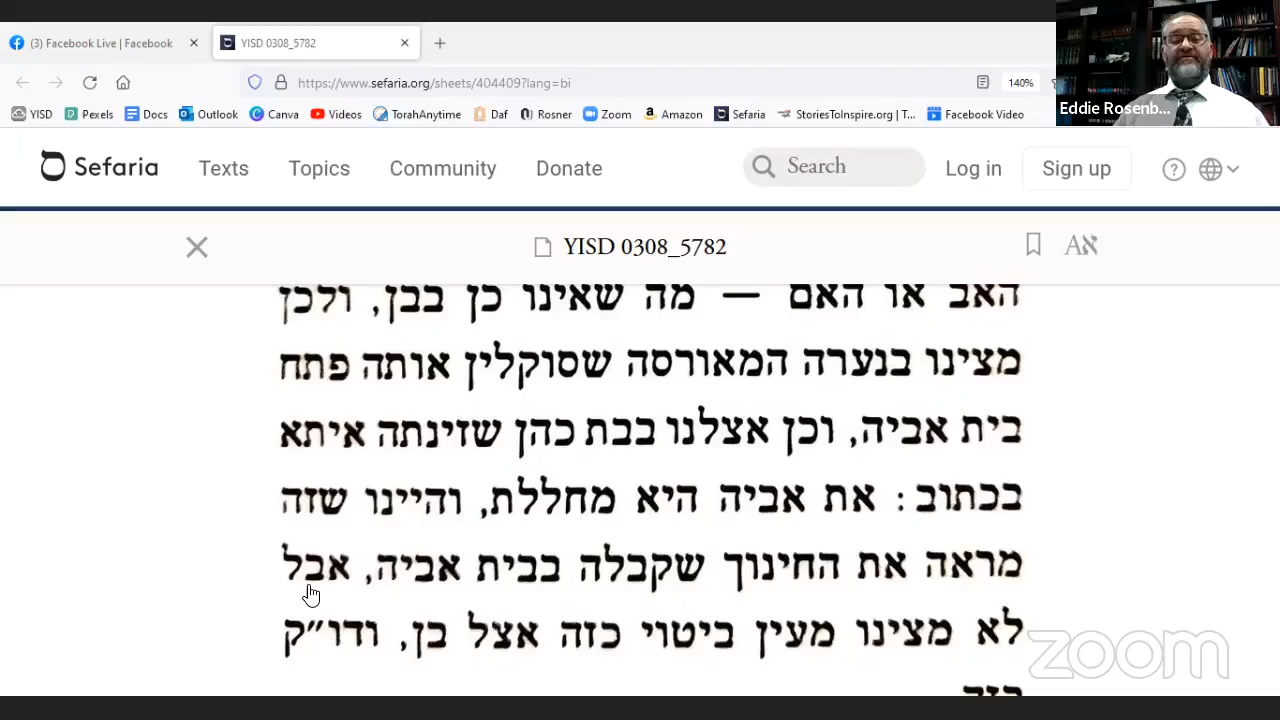 (3) Facebook Live | Facebook
YISD 0308_5782
https://www.sefaria.org/sheets/404409?lang=bi
140%
YISD Pexels Docs Outlook Canva Videos TorahAnytime Daf Rosner Zoom Amazon Sefaria StoriesToInspire.org | T... Facebook Video
Eddie Rosenb...
Sefaria Texts Topics Community Donate Search Log in Sign up
YISD 0308_5782
האב או האם — מה שאינו כן בבן, ולכן
מצינו בנערה המאורסה שסוקלין אותה פתח
בית אביה, וכן אצלנו בבת כהן שזינתה איתא
בכתוב: את אביה היא מחללת, והיינו שזה
מראה את החינוך שקבלה בבית אביה, אבל
לא מצינו מעין ביטוי כזה אצל בן, ודו״ק
zoom